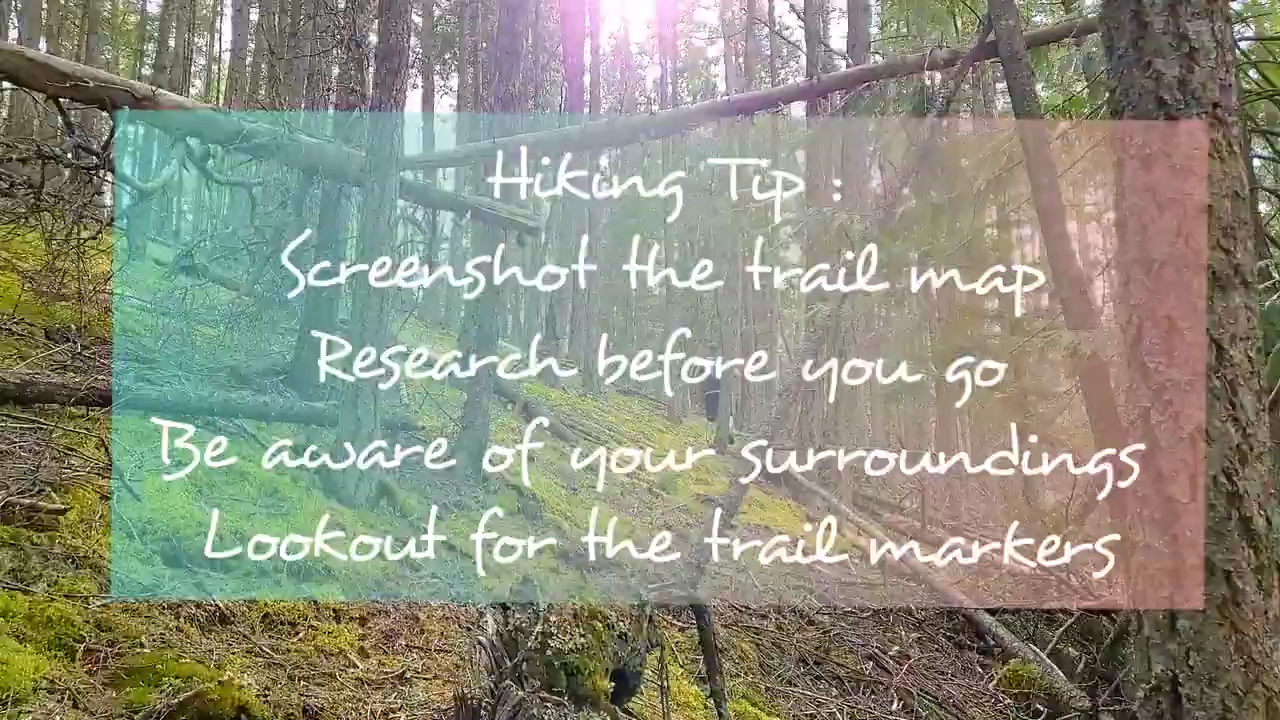 Hiking Tip :
Screenshot the trail map
Research before you go
Be aware of your surroundings
Lookout for the trail markers